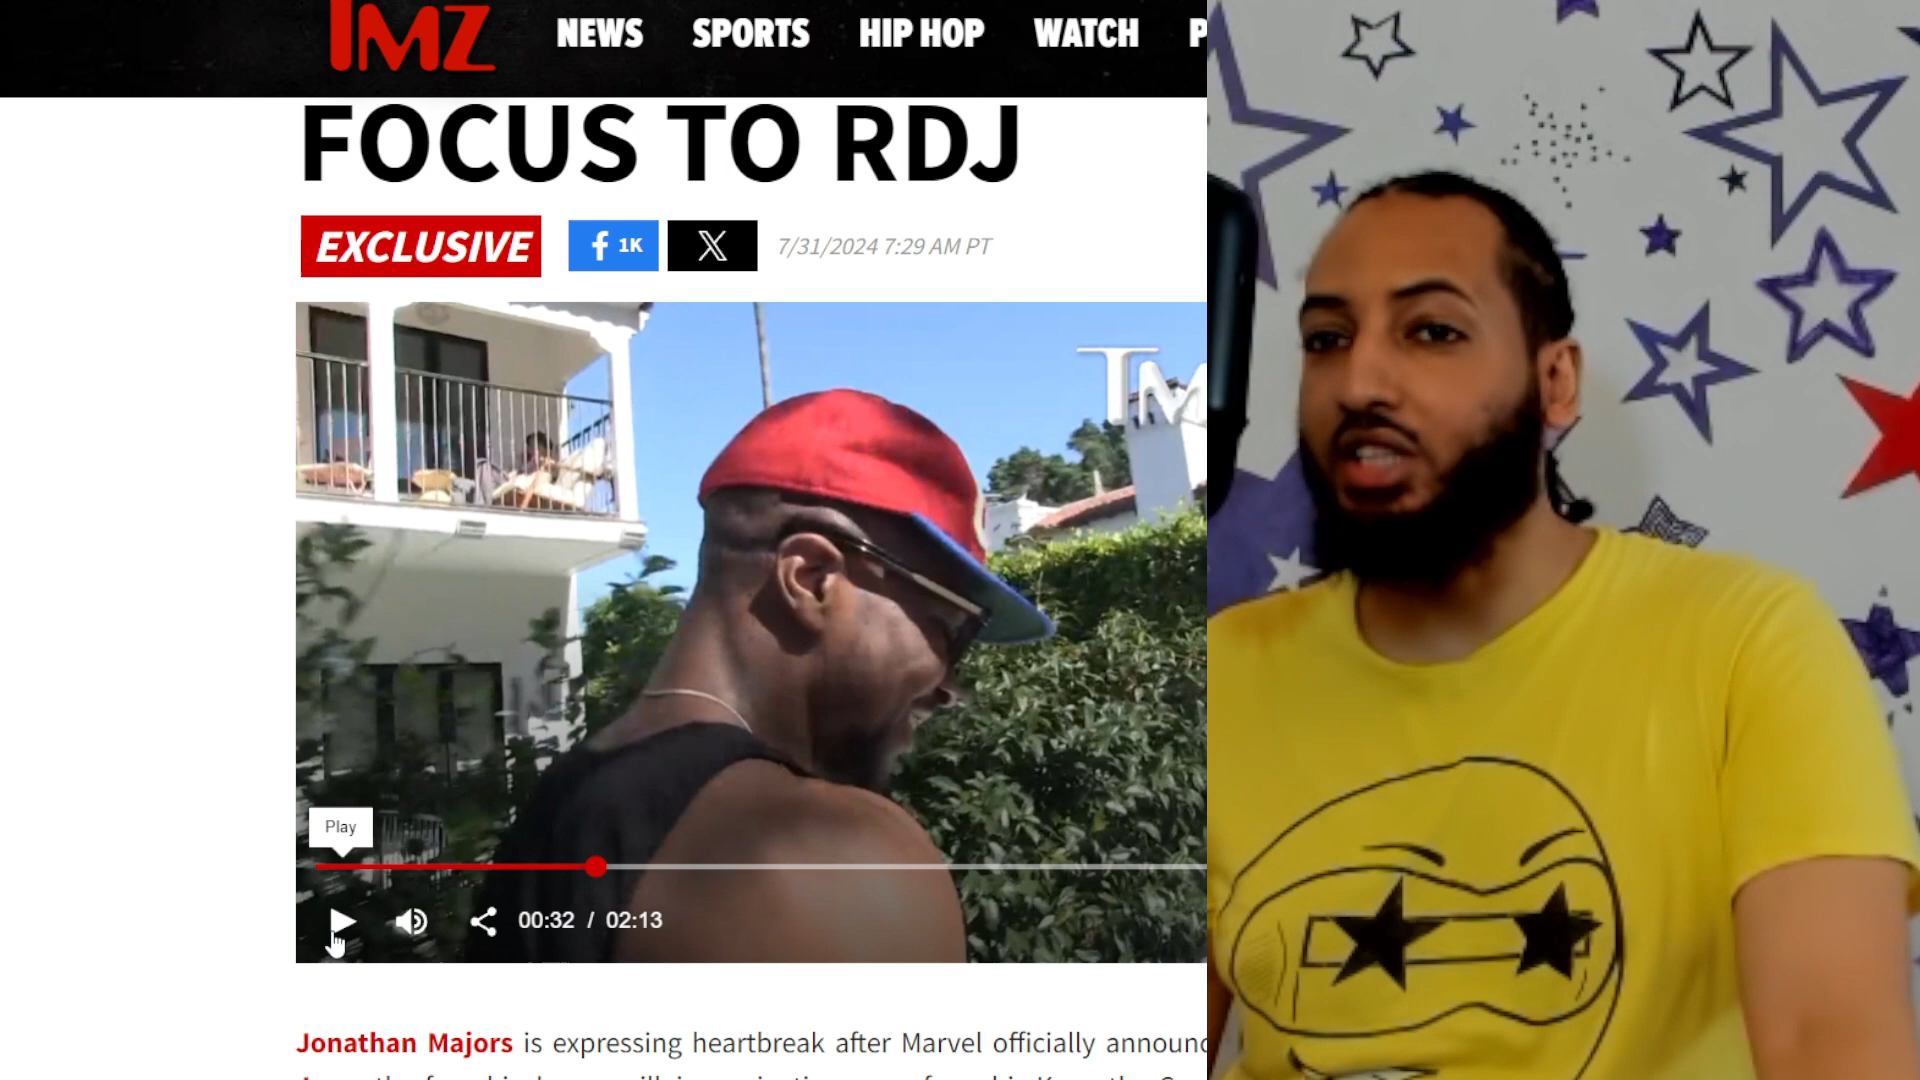 TMZ
NEWS SPORTS HIP HOP WATCH P
FOCUS TO RDJ
EXCLUSIVE
1K
7/31/2024 7:29 AM PT
Play
00:32 / 02:13
Jonathan Majors is expressing heartbreak after Marvel officially announc